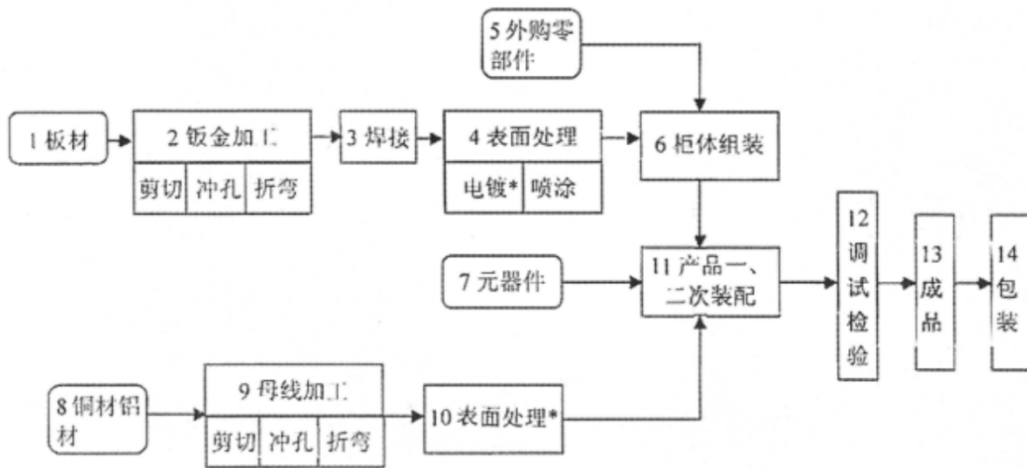 5 外购零
部件
1 板材
2 钣金加工
剪切 冲孔 折弯
3 焊接
4 表面处理
电镀* 喷涂
6 柜体组装
7 元器件
11 产品一、
二次装配
12
调
试
检
验
13
成
品
14
包
装
8 铜材铝
材
9 母线加工
剪切 冲孔 折弯
10 表面处理*